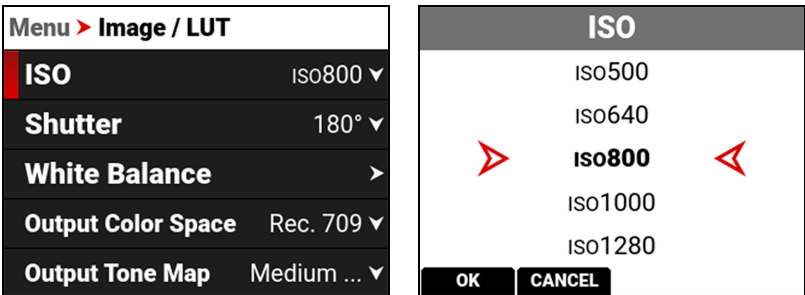 Menu ➤ Image / LUT
ISO ISO800
Shutter 180°
White Balance
Output Color Space Rec. 709
Output Tone Map Medium ...
ISO
ISO500
ISO640
ISO800
ISO1000
ISO1280
OK CANCEL